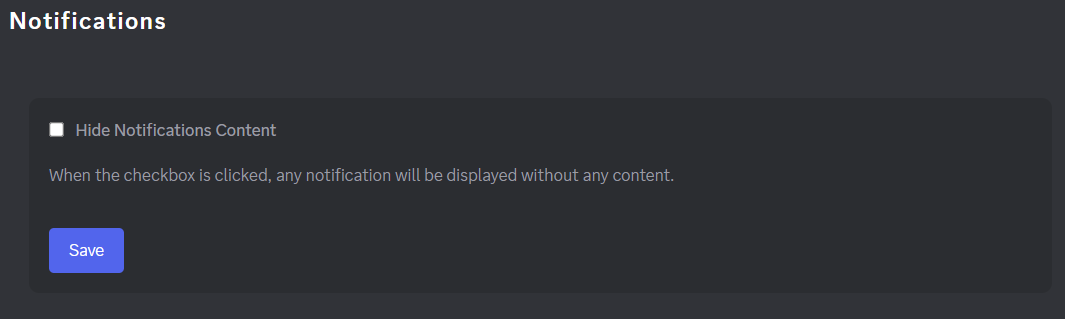 Notifications
Hide Notifications Content
When the checkbox is clicked, any notification will be displayed without any content.
Save